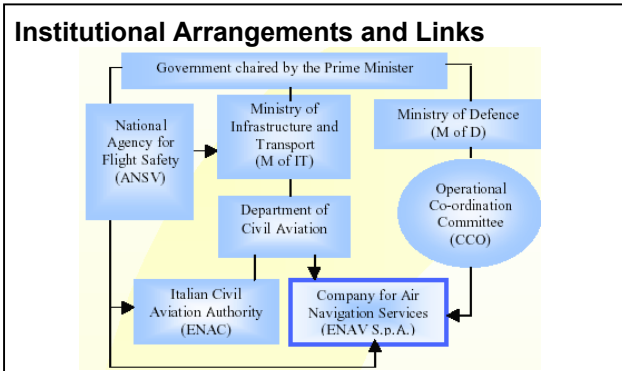 Institutional Arrangements and Links
Government chaired by the Prime Minister
National
Agency for
Flight Safety
(ANSV)
Ministry of
Infrastructure and
Transport
(M of IT)
Ministry of Defence
(M of D)
Department of
Civil Aviation
Operational
Co-ordination
Committee
(CCO)
Italian Civil
Aviation Authority
(ENAC)
Company for Air
Navigation Services
(ENAV S.p.A.)